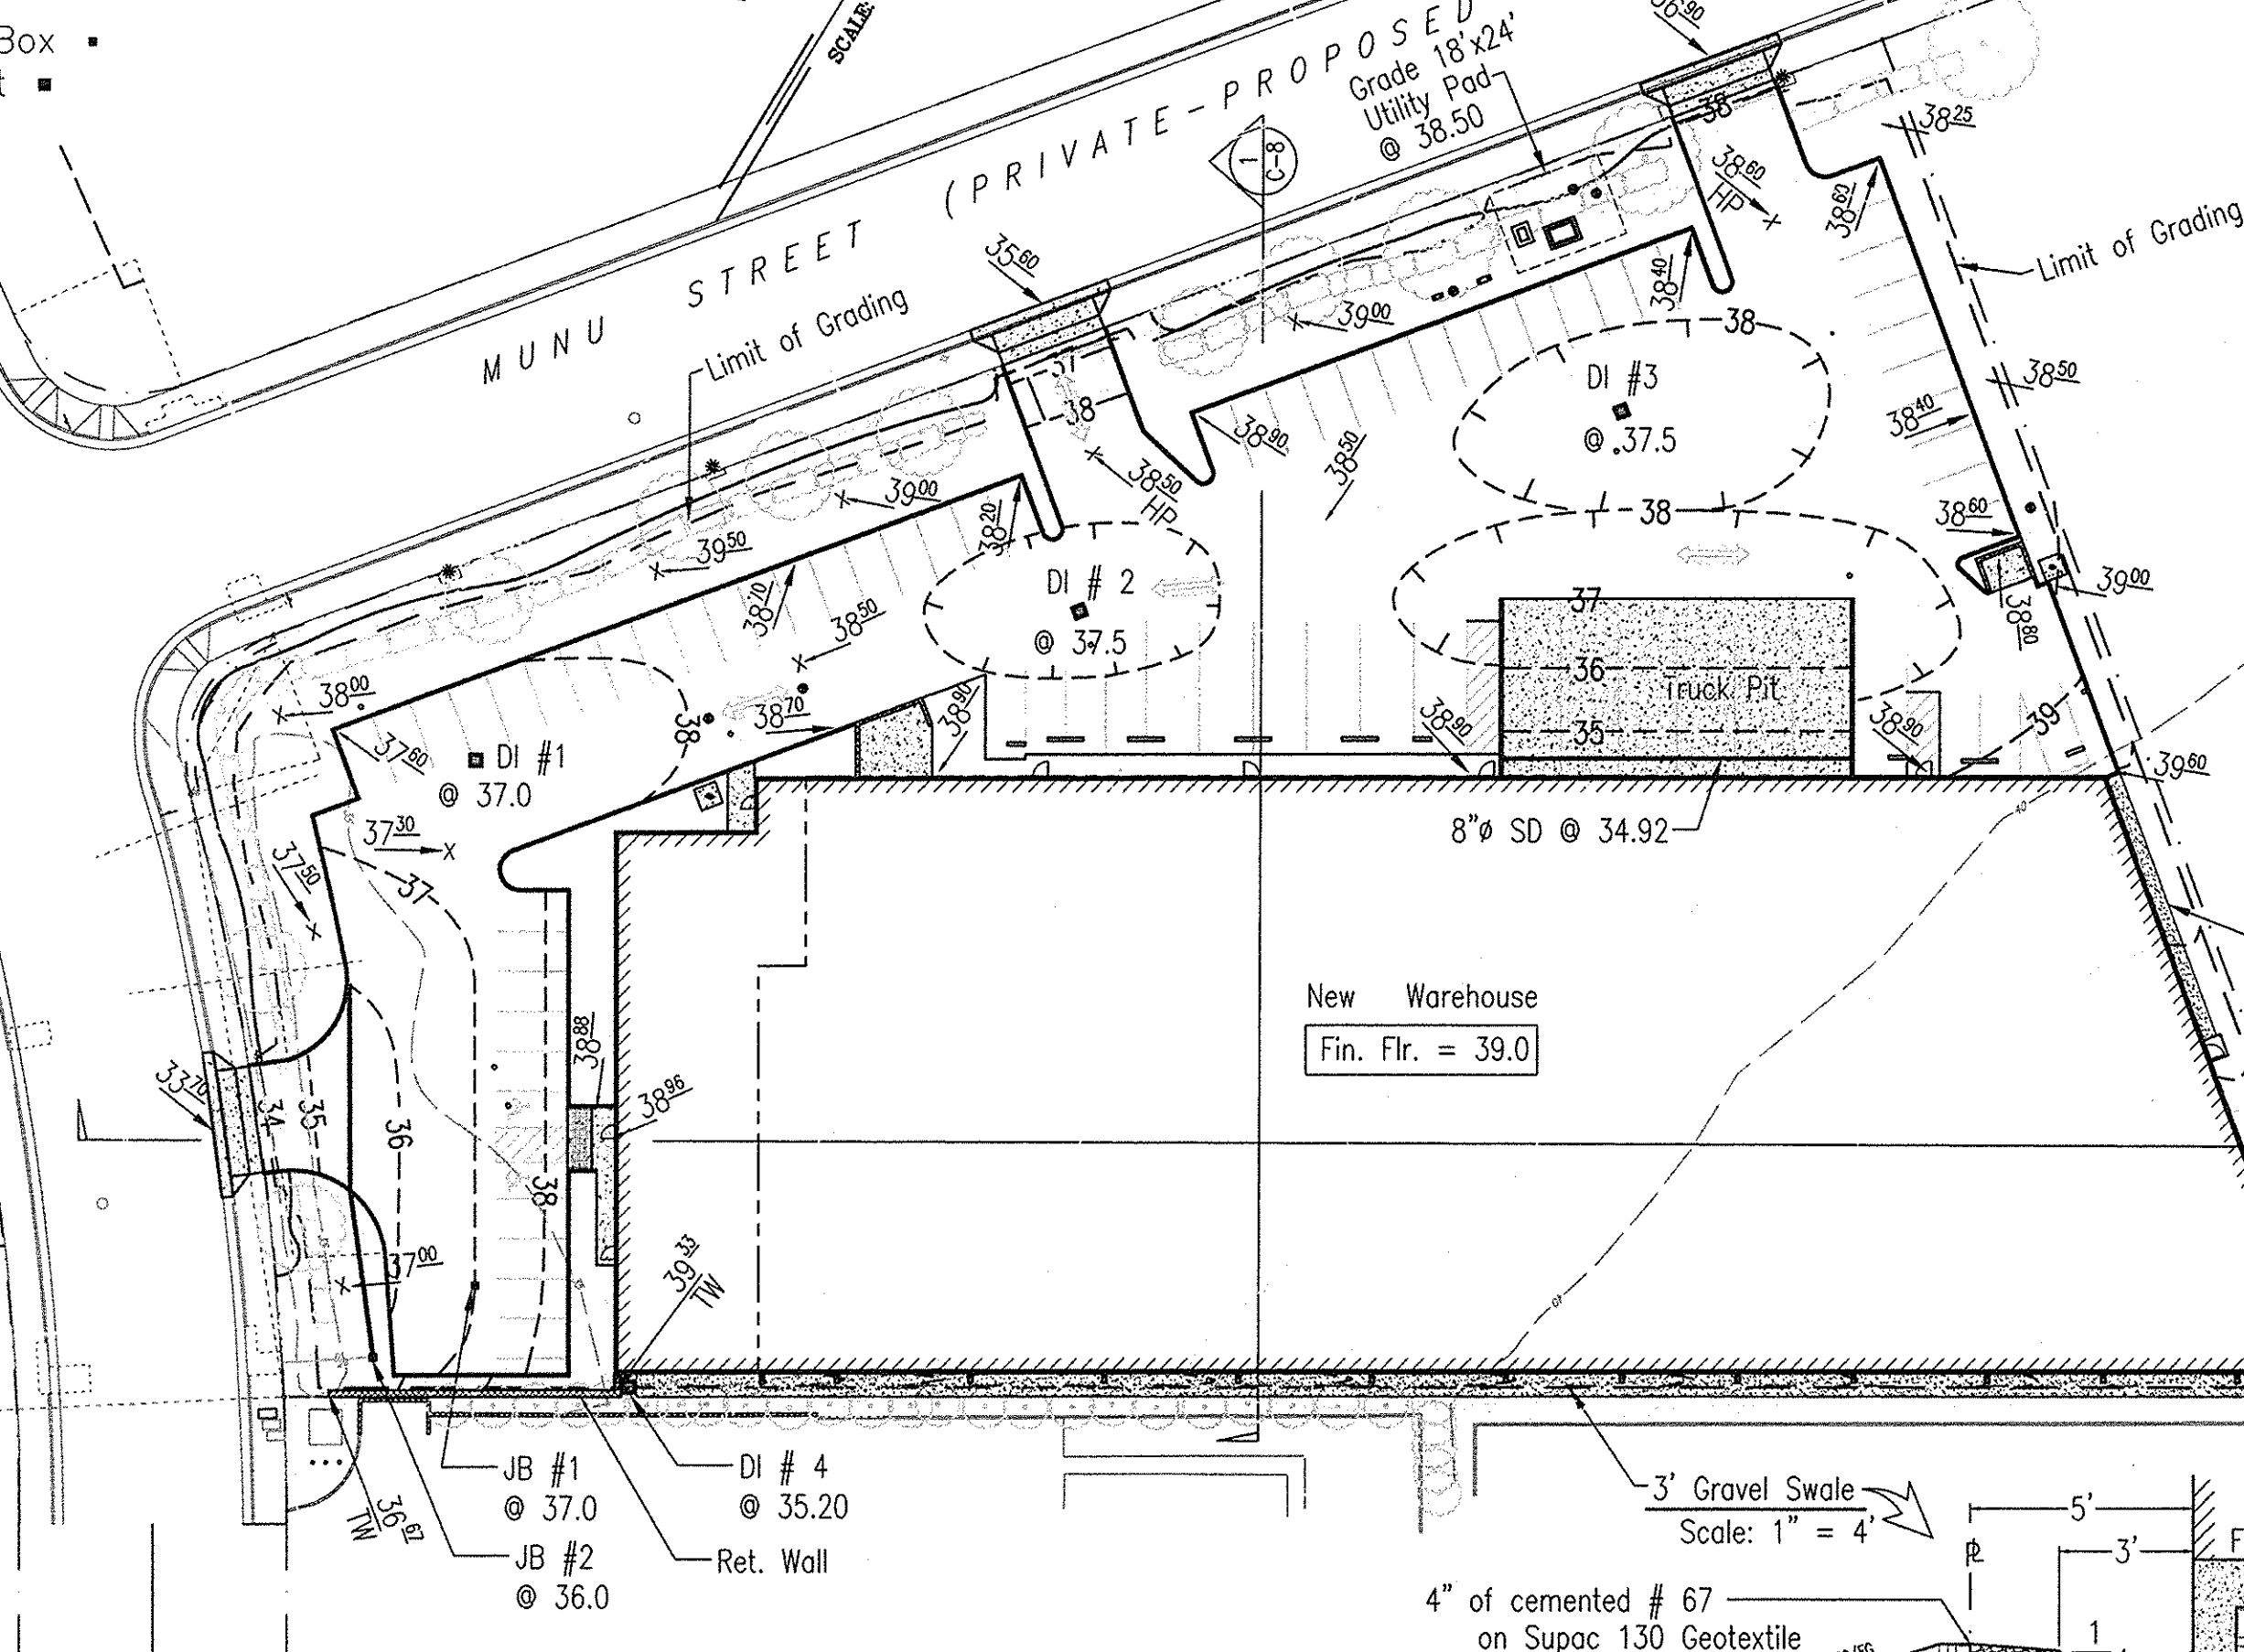 Box
t
SCALE:
MUNU STREET (PRIVATE-PROPOSED
Grade 18'x24'
Utility Pad
@ 38.50
1
C-8
36.90
38
38.25
38.60
HP
38.60
Limit of Grading
35.60
Limit of Grading
39.00
38.40
38
DI #3
@ 37.5
38.50
38.40
37
38
38.90
38.50
38.50
HP
39.00
38.20
39.50
38.70
38.50
DI # 2
@ 37.5
38
38.60
39.00
38.80
37
36
Truck Pit
35
38.00
37.60
DI #1
@ 37.0
38
38.70
38.90
38.90
38.90
39
39.60
37.30
37.50
37
8"ø SD @ 34.92
40
New Warehouse
Fin. Flr. = 39.0
38.88
38.96
33.70
34
35
36
38
37.00
39.33
TW
40
JB #1
@ 37.0
DI # 4
@ 35.20
36.67
TW
JB #2
@ 36.0
Ret. Wall
3' Gravel Swale
Scale: 1" = 4'
5'
3'
F
4" of cemented # 67
on Supac 130 Geotextile
1